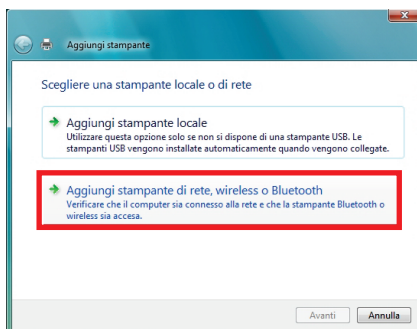 Aggiungi stampante
Scegliere una stampante locale o di rete
Aggiungi stampante locale
Utilizzare questa opzione solo se non si dispone di una stampante USB. Le
stampanti USB vengono installate automaticamente quando vengono collegate.
Aggiungi stampante di rete, wireless o Bluetooth
Verificare che il computer sia connesso alla rete e che la stampante Bluetooth o
wireless sia accesa.
Avanti Annulla